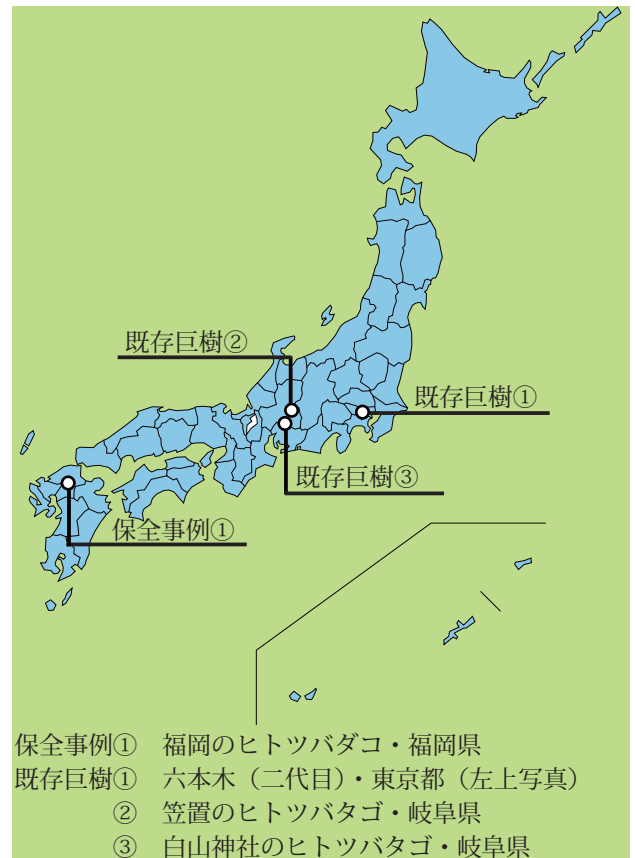 既存巨樹②
既存巨樹①
既存巨樹③
保全事例①
保全事例① 福岡のヒトツバダコ・福岡県
既存巨樹① 六本木（二代目）・東京都（左上写真）
② 笠置のヒトツバタゴ・岐阜県
③ 白山神社のヒトツバタゴ・岐阜県